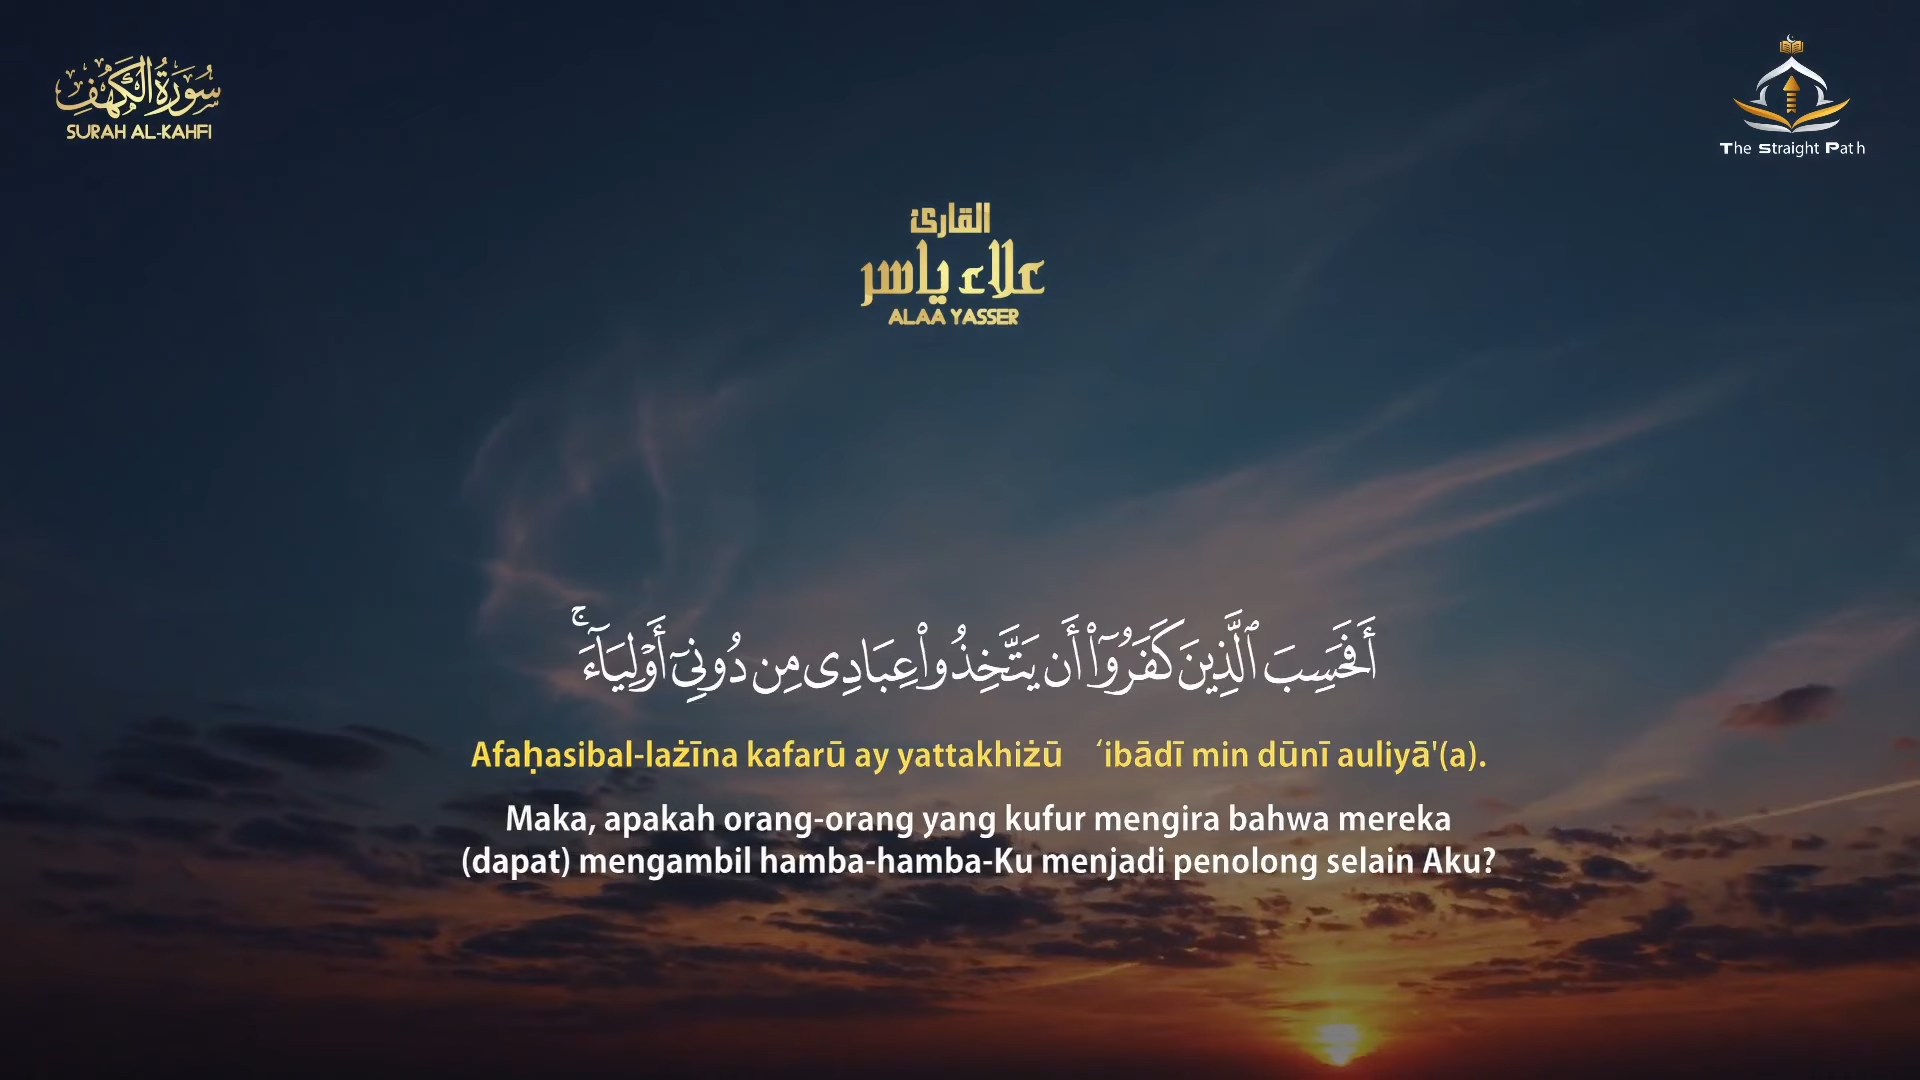 سُورَةُ الْكَهْفِ
SURAH AL-KAHFI
The Straight Path
القارئ
علاء ياسر
ALAA YASSER
أَفَحَسِبَ ٱلَّذِينَ كَفَرُوٓا۟ أَن يَتَّخِذُوا۟ عِبَادِى مِن دُونِىٓ أَوْلِيَآءَ ۚ
Afaḥasibal-lażīna kafarū ay yattakhiżū ‘ibādī min dūnī auliyā'(a).
Maka, apakah orang-orang yang kufur mengira bahwa mereka
(dapat) mengambil hamba-hamba-Ku menjadi penolong selain Aku?